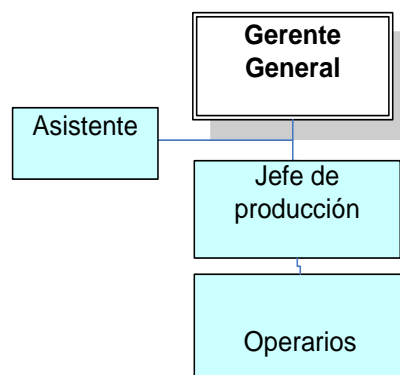 Gerente
General
Asistente
Jefe de
producción
Operarios